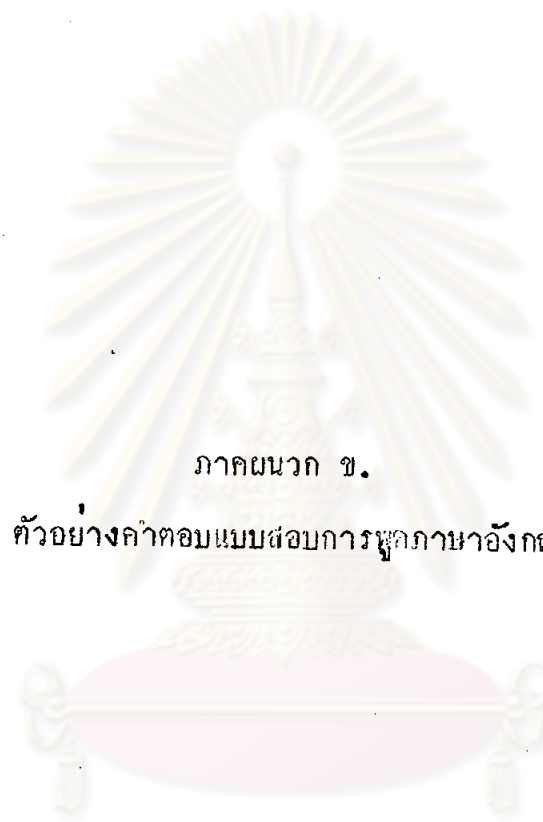 ภาคผนวก ข.
ตัวอย่างคำตอบแบบสอบการพูดภาษาอังกฤ